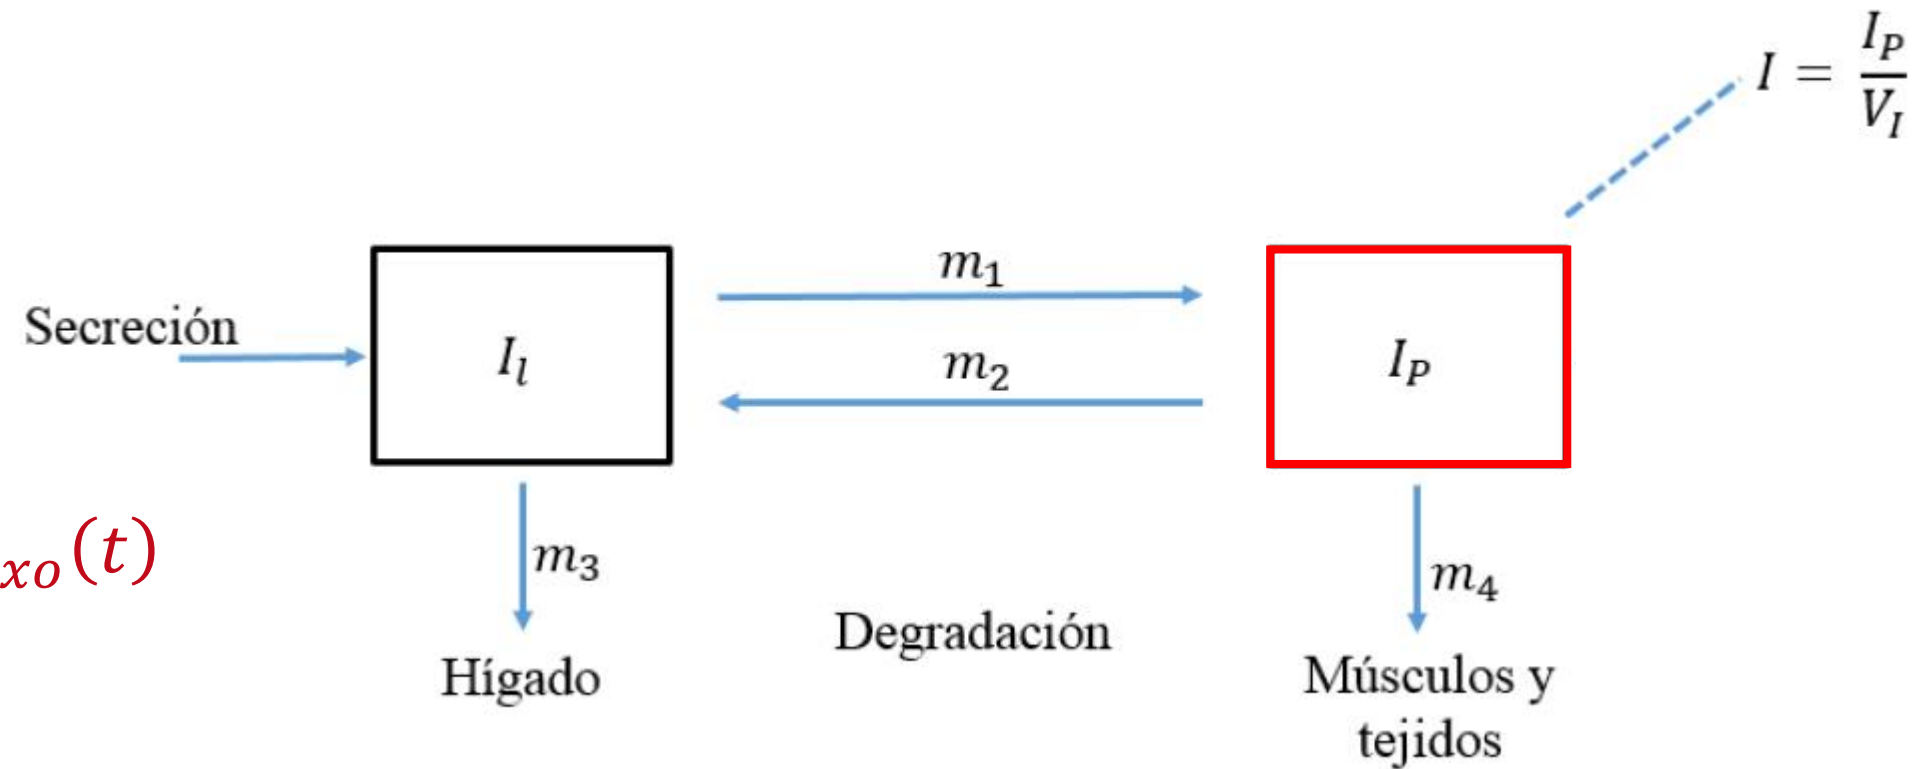 I = I_P / V_I
m_1
Secreción
I_l
m_2
I_P
xo(t)
m_3
m_4
Degradación
Hígado
Músculos y
tejidos